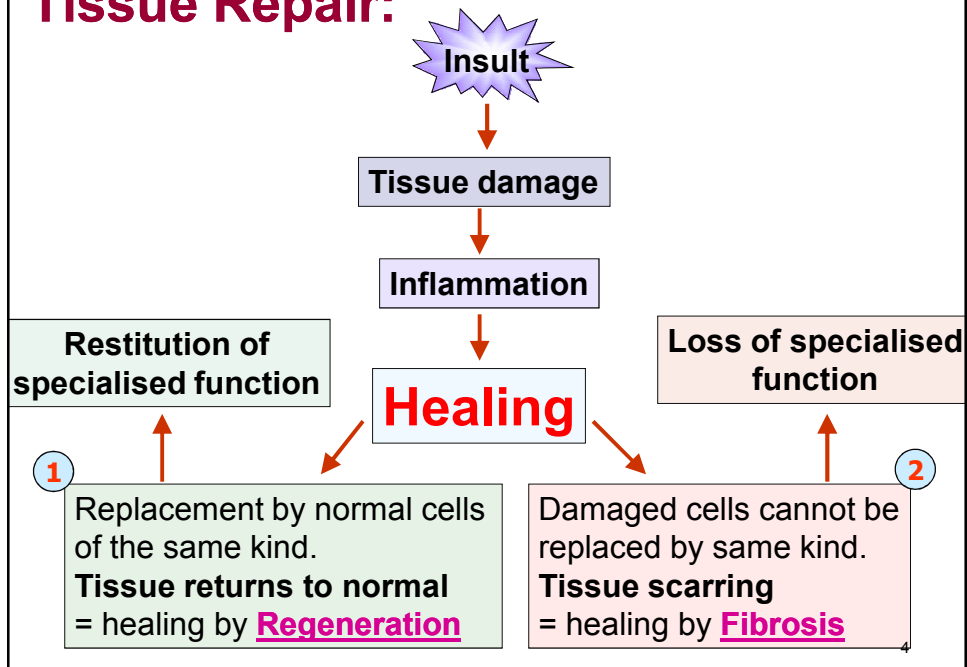 Tissue Repair:
Insult
Tissue damage
Inflammation
Restitution of
specialised function
Healing
Loss of specialised
function
1
Replacement by normal cells
of the same kind.
Tissue returns to normal
= healing by Regeneration
2
Damaged cells cannot be
replaced by same kind.
Tissue scarring
= healing by Fibrosis
4